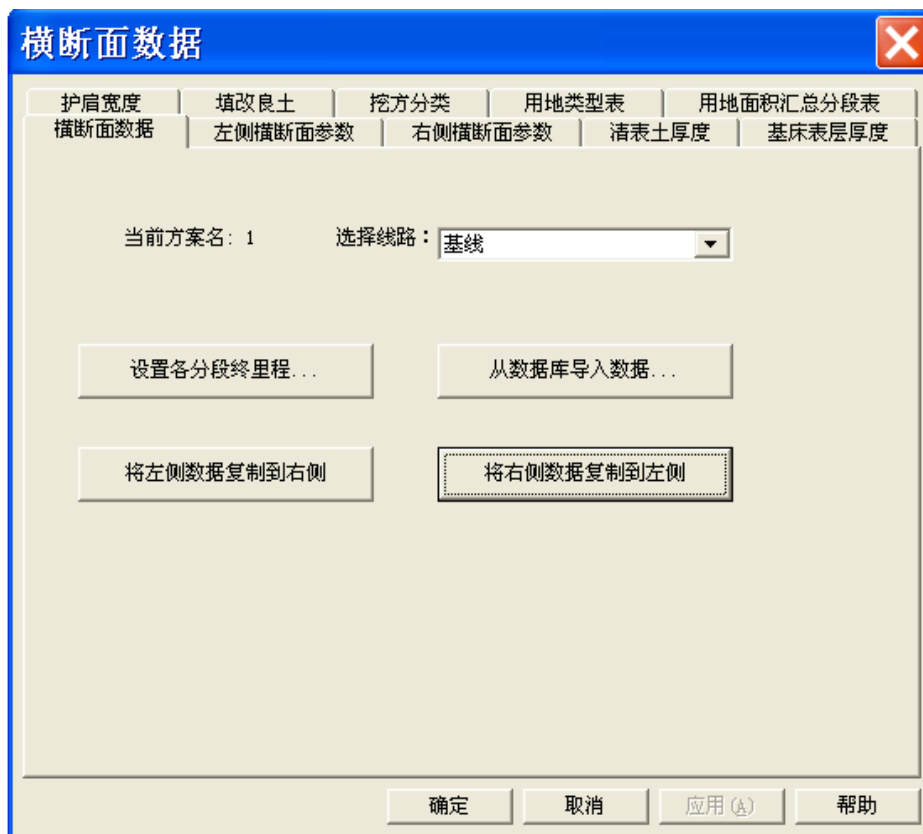 横断面数据
护肩宽度 填改良土 挖方分类 用地类型表 用地面积汇总分段表
横断面数据 左侧横断面参数 右侧横断面参数 清表土厚度 基床表层厚度
当前方案名: 1 选择线路： 基线
设置各分段终里程... 从数据库导入数据...
将左侧数据复制到右侧 将右侧数据复制到左侧
确定 取消 应用(A) 帮助